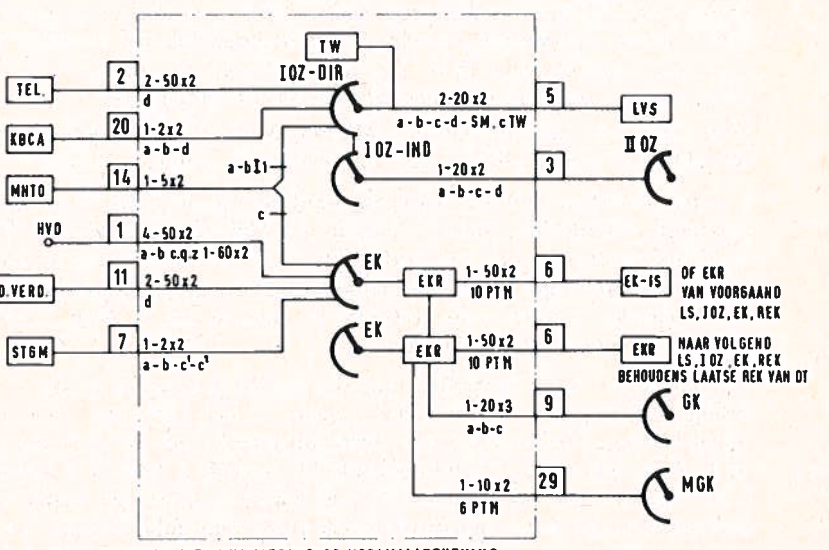 TW
IOZ-DIR
TEL.
2
2-50x2
d
2-20x2
a-b-c-d-SM, cTW
5
LVS
KBCA
20
1-2x2
a-b-d
IOZ-IND
1-20x2
a-b-c-d
3
II OZ
a-bI1
MNTO
14
1-5x2
c
HVD
1
4-50x2
a-b c.q.z 1-60x2
EK
EKR
1-50x2
10 PTM
6
EK-IS
OF EKR
VAN VOORGAAND
LS, IOZ, EK, REK
D.VERD.
11
2-50x2
d
STGM
7
1-2x2
a-b-c¹-c²
EK
EKR
1-50x2
10 PTM
6
EKR
NAAR VOLGEND
LS, IOZ, EK, REK
BEHOUDENS LAATSE REK VAN DT
1-20x3
a-b-c
9
GK
1-10x2
6 PTM
29
MGK